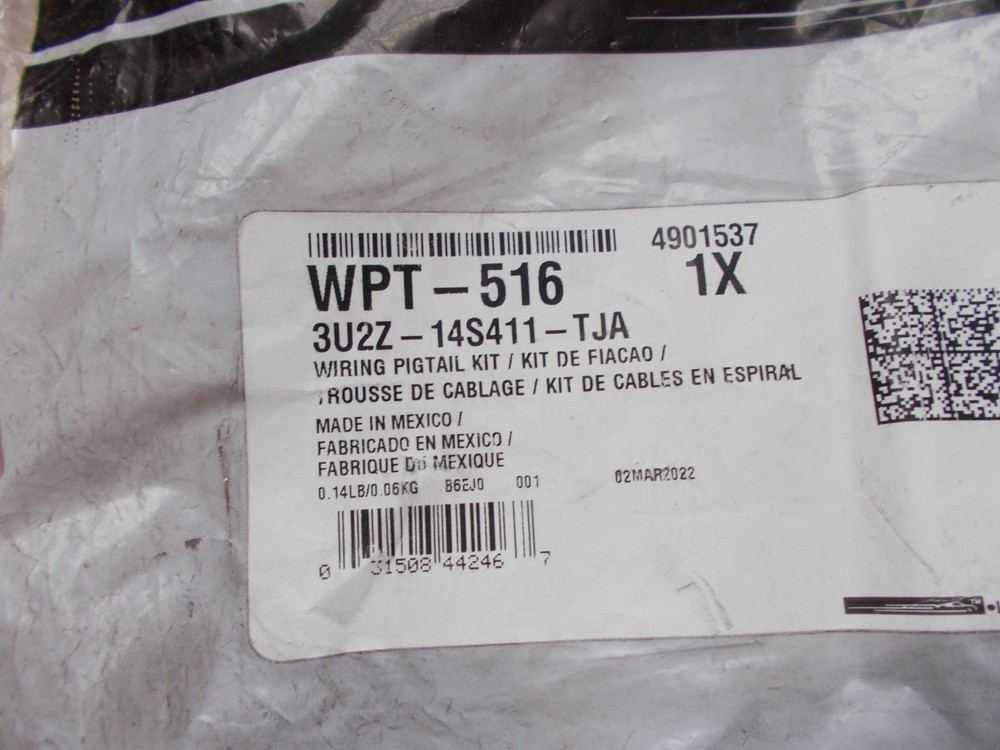 4901537
WPT-516 1X
3U2Z-14S411-TJA
WIRING PIGTAIL KIT / KIT DE FIACAO /
TROUSSE DE CABLAGE / KIT DE CABLES EN ESPIRAL
MADE IN MEXICO /
FABRICADO EN MEXICO /
FABRIQUE DU MEXIQUE
0.14LB/0.06KG 86EJ0 001 02MAR2022
0 31508 44246 7